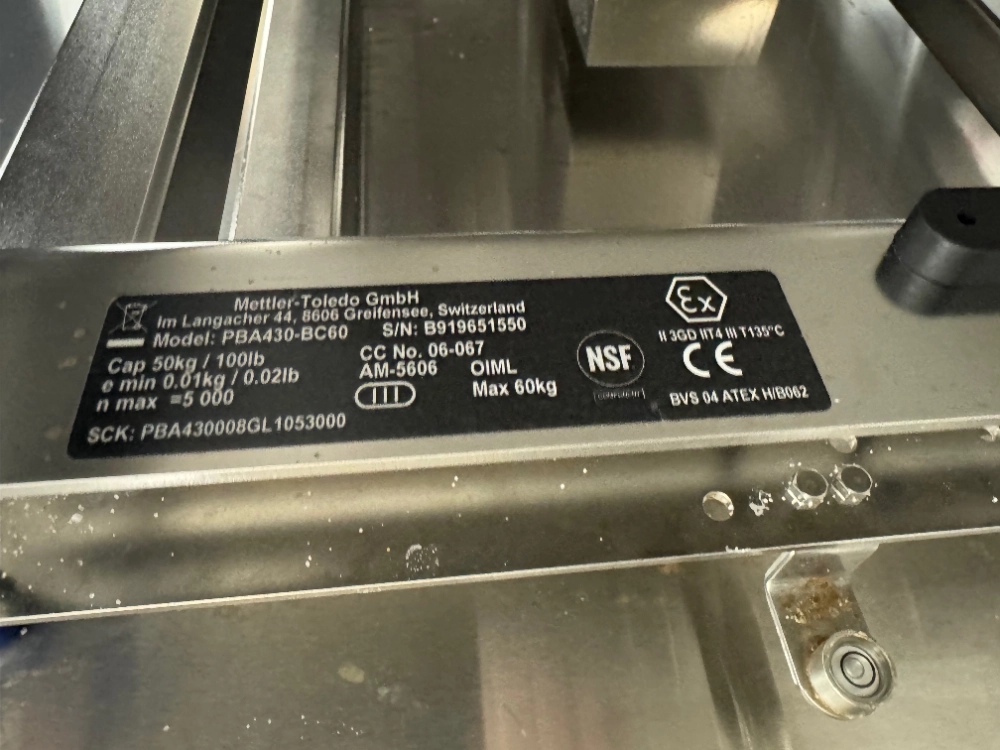 Mettler-Toledo GmbH
Im Langacher 44, 8606 Greifensee, Switzerland
Model: PBA430-BC60 S/N: B919651550
Cap 50kg / 100lb
e min 0.01kg / 0.02lb
n max =5 000
CC No. 06-067
AM-5606 OIML
III Max 60kg
SCK: PBA430008GL1053000
NSF
COMPONENT
Ex
II 3GD IIT4 III T135°C
CE
BVS 04 ATEX H/B062